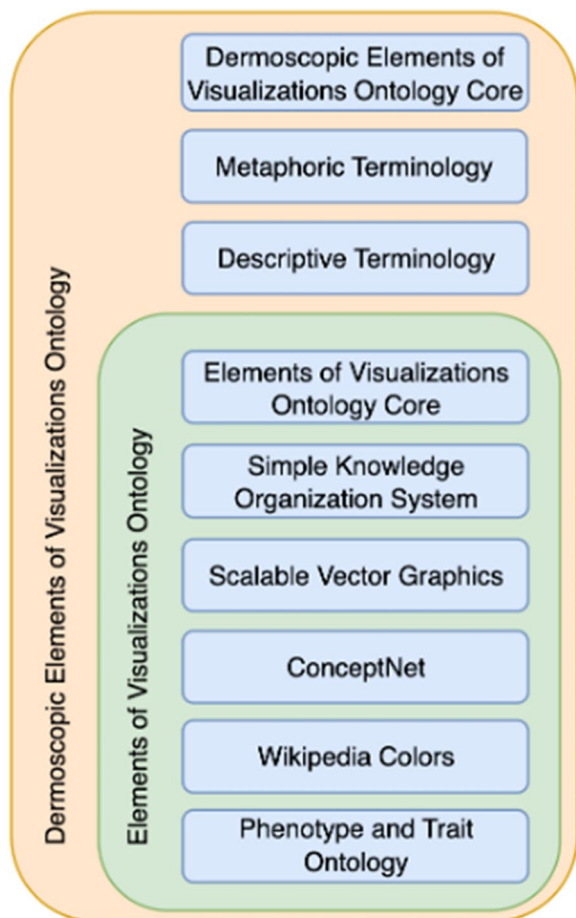 Dermoscopic Elements of
Visualizations Ontology Core
Metaphoric Terminology
Descriptive Terminology
Dermoscopic Elements of Visualizations Ontology
Elements of Visualizations Ontology
Elements of Visualizations
Ontology Core
Simple Knowledge
Organization System
Scalable Vector Graphics
ConceptNet
Wikipedia Colors
Phenotype and Trait
Ontology